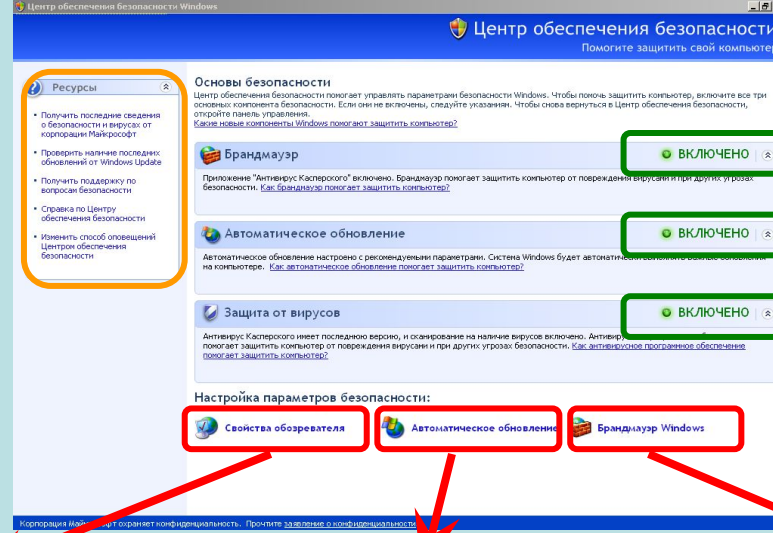 Центр обеспечения безопасности Windows
Центр обеспечения безопасности
Помогите защитить свой компьютер
Ресурсы
• Получить последние сведения
о безопасности и вирусах от
корпорации Майкрософт
• Проверить наличие последних
обновлений от Windows Update
• Получить поддержку по
вопросам безопасности
• Справка по Центру
обеспечения безопасности
• Изменить способ оповещений
Центром обеспечения
безопасности
Основы безопасности
Центр обеспечения безопасности помогает управлять параметрами безопасности Windows. Чтобы помочь защитить компьютер, включите все три
основных компонента безопасности. Если они не включены, следуйте указаниям. Чтобы снова вернуться в Центр обеспечения безопасности,
откройте панель управления.
Какие новые компоненты Windows помогают защитить компьютер?
Брандмауэр
ВКЛЮЧЕНО
Приложение "Антивирус Касперского" включено. Брандмауэр помогает защитить компьютер от повреждения вирусами и при других угрозах
безопасности. Как брандмауэр помогает защитить компьютер?
Автоматическое обновление
ВКЛЮЧЕНО
Автоматическое обновление настроено с рекомендуемыми параметрами. Система Windows будет автоматически выполнять важные обновления
на компьютере. Как автоматическое обновление помогает защитить компьютер?
Защита от вирусов
ВКЛЮЧЕНО
Антивирус Касперского имеет последнюю версию, и сканирование на наличие вирусов включено.
помогает защитить компьютер от повреждения вирусами и при других угрозах безопасности. Как антивирусное программное обеспечение
помогает защитить компьютер?
Настройка параметров безопасности:
Свойства обозревателя
Автоматическое обновление
Брандмауэр Windows
Корпорация охраняет конфиденциальность. Прочтите заявление о конфиденциальности